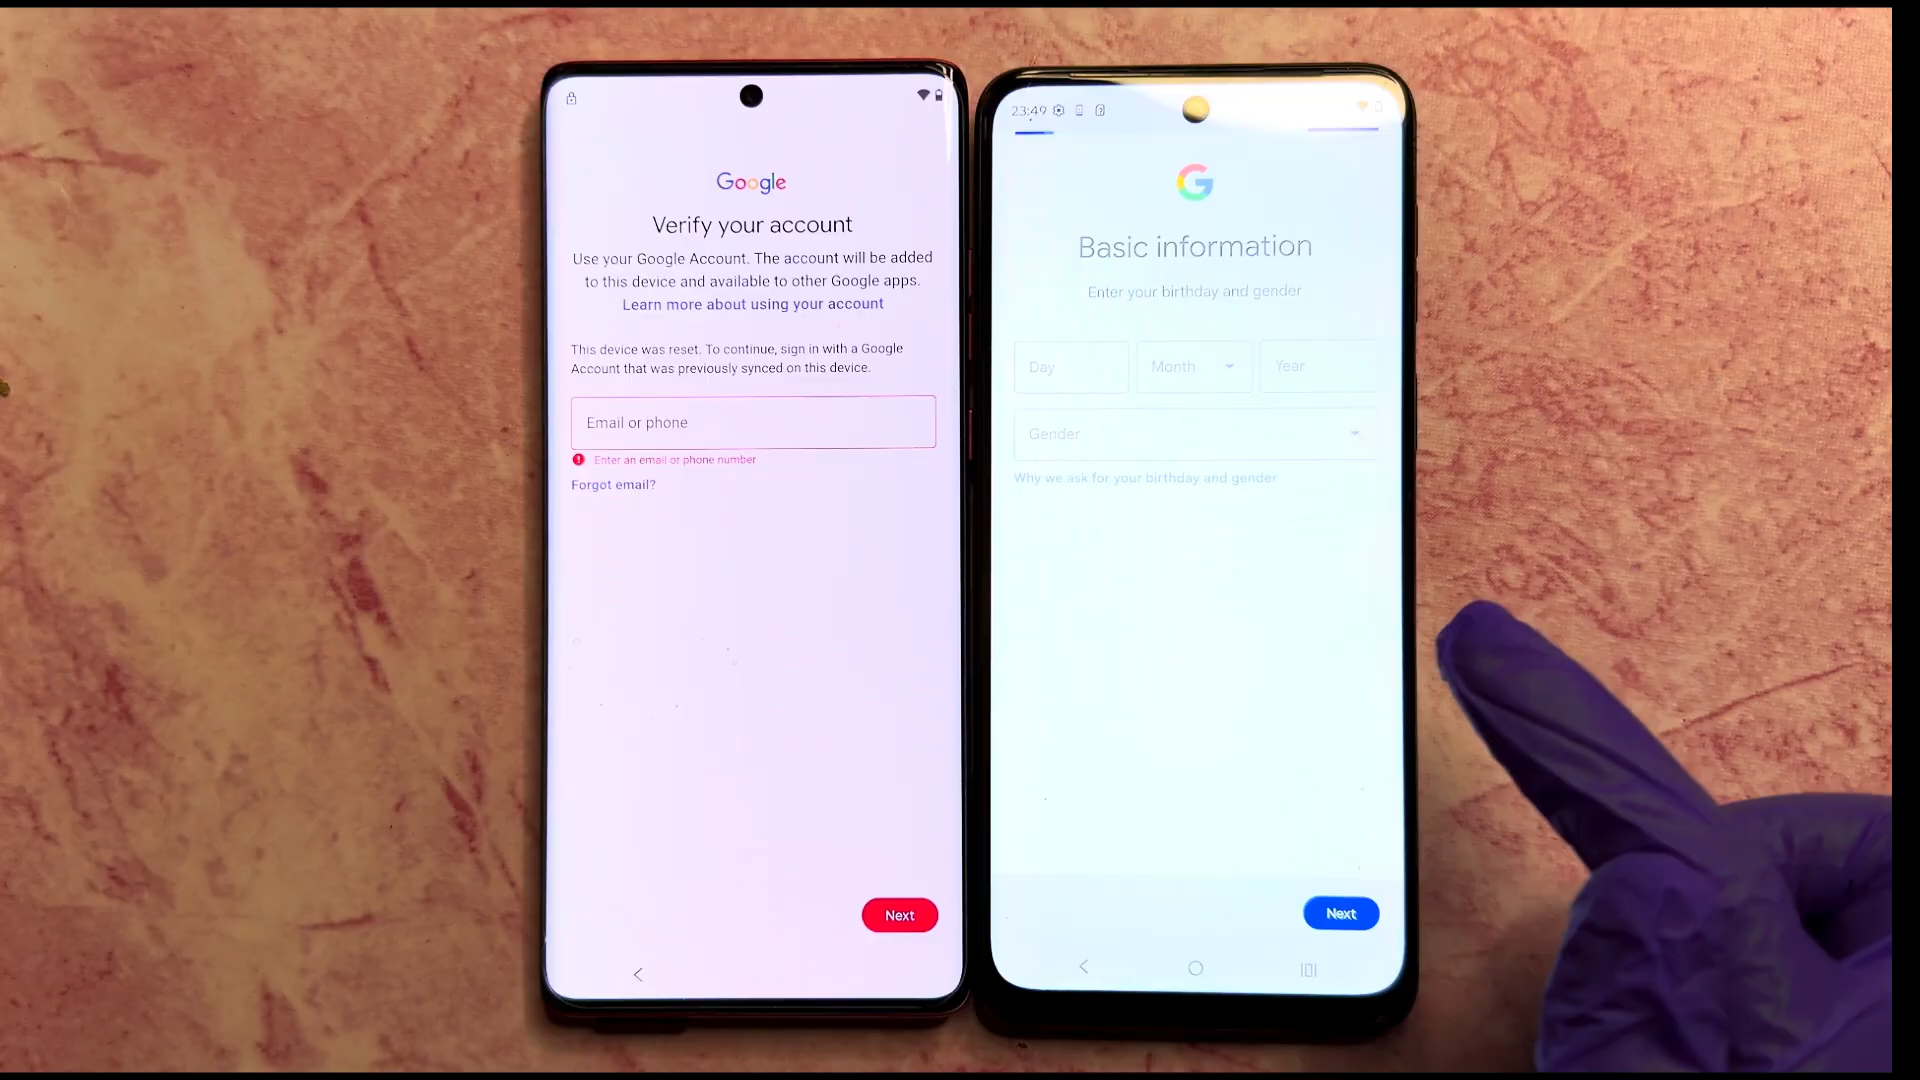 Google
Verify your account
Use your Google Account. The account will be added
to this device and available to other Google apps.
Learn more about using your account
This device was reset. To continue, sign in with a Google
Account that was previously synced on this device.
Email or phone
Enter an email or phone number
Forgot email?
Next
23:49
G
Basic information
Enter your birthday and gender
Day Month Year
Gender
Why we ask for your birthday and gender
Next